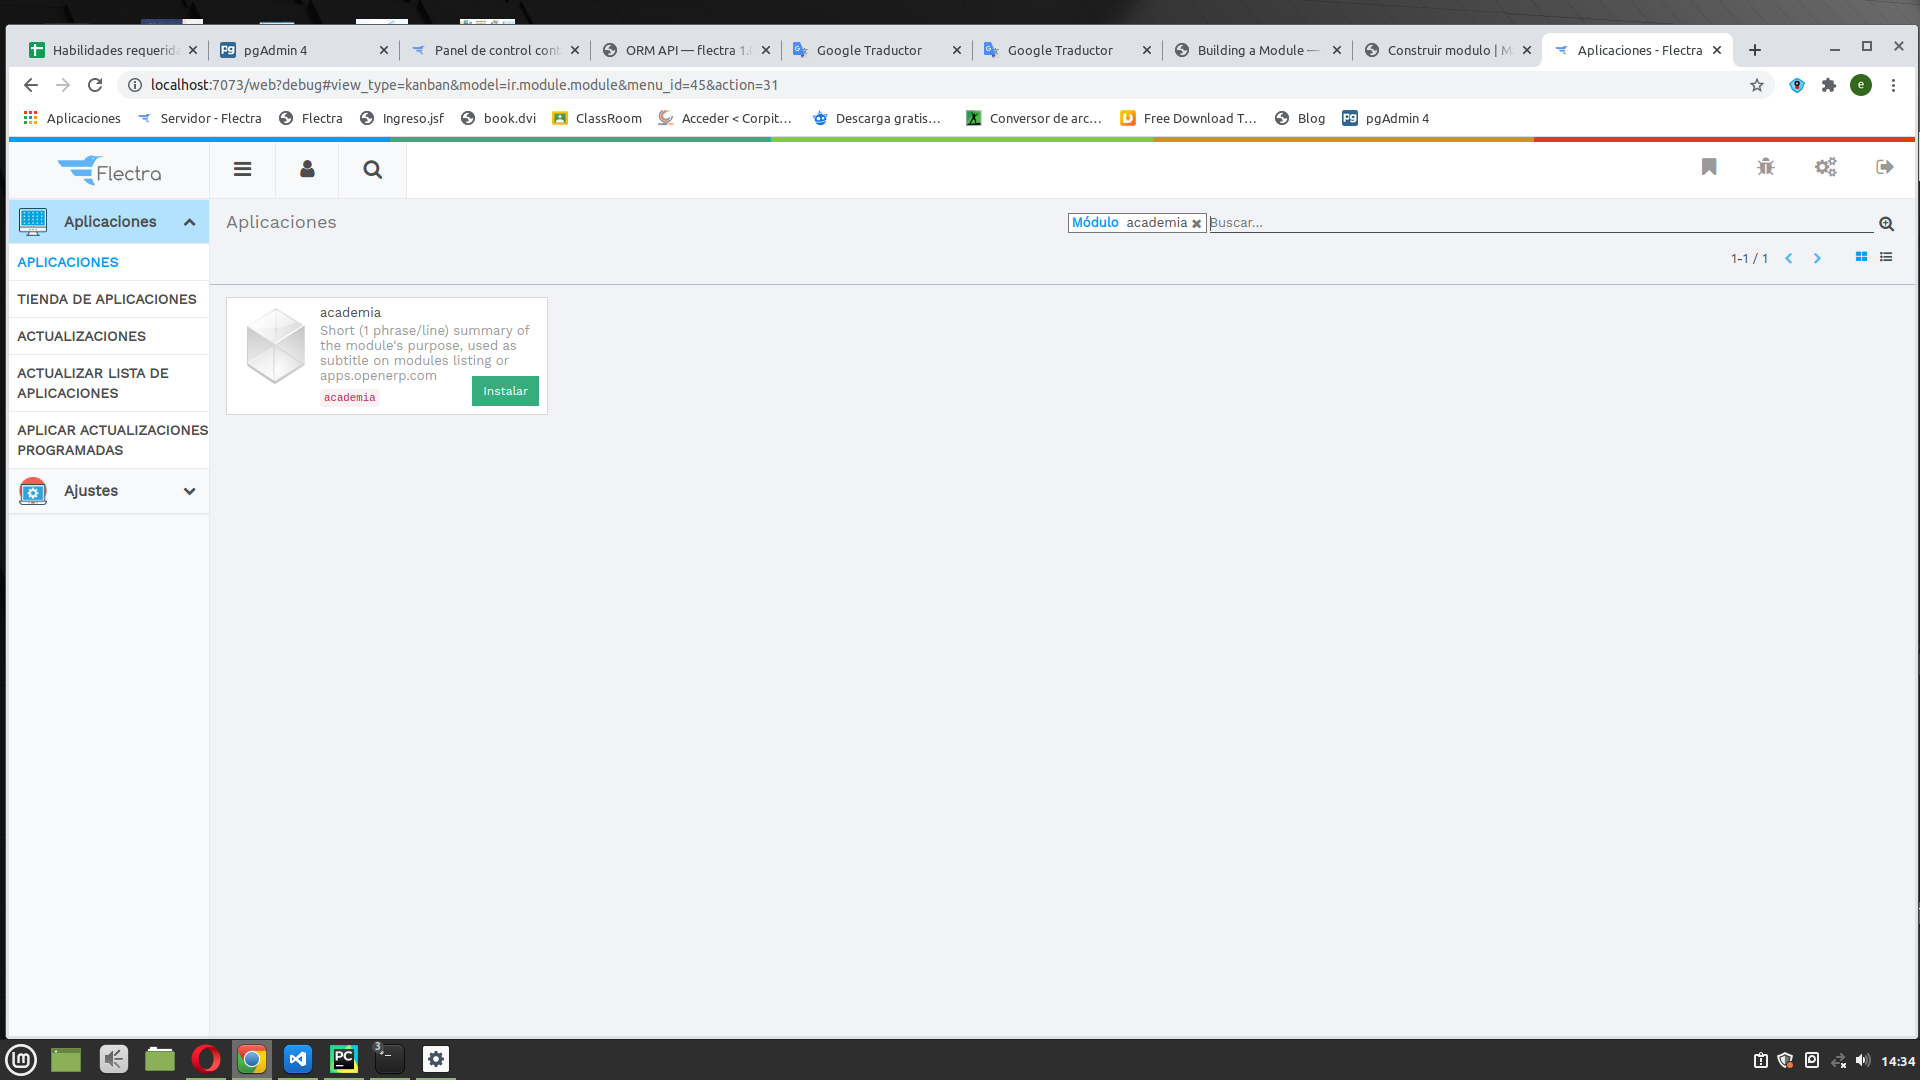 Habilidades requerida
pgAdmin 4
Panel de control cont
ORM API — flectra 1.0
Google Traductor
Google Traductor
Building a Module —
Construir modulo | M
Aplicaciones - Flectra
localhost:7073/web?debug#view_type=kanban&model=ir.module.module&menu_id=45&action=31
e
Aplicaciones
Servidor - Flectra
Flectra
Ingreso.jsf
book.dvi
ClassRoom
Acceder < Corpit...
Descarga gratis...
Conversor de arc...
Free Download T...
Blog
pgAdmin 4
Flectra
Aplicaciones
APLICACIONES
TIENDA DE APLICACIONES
ACTUALIZACIONES
ACTUALIZAR LISTA DE
APLICACIONES
APLICAR ACTUALIZACIONES
PROGRAMADAS
Ajustes
Aplicaciones
Módulo academia
Buscar...
1-1 / 1
academia
Short (1 phrase/line) summary of
the module's purpose, used as
subtitle on modules listing or
apps.openerp.com
academia
Instalar
PC
3
14:34